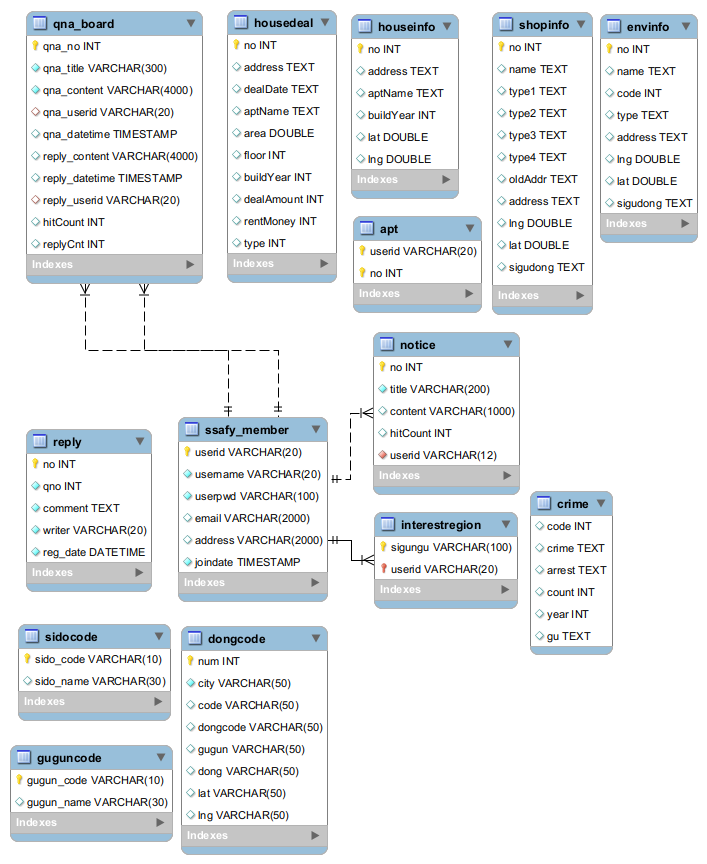 qna_board
qna_no INT
qna_title VARCHAR(300)
qna_content VARCHAR(4000)
qna_userid VARCHAR(20)
qna_datetime TIMESTAMP
reply_content VARCHAR(4000)
reply_datetime TIMESTAMP
reply_userid VARCHAR(20)
hitCount INT
replyCnt INT
Indexes
housedeal
no INT
address TEXT
dealDate TEXT
aptName TEXT
area DOUBLE
floor INT
buildYear INT
dealAmount INT
rentMoney INT
type INT
Indexes
houseinfo
no INT
address TEXT
aptName TEXT
buildYear INT
lat DOUBLE
lng DOUBLE
Indexes
shopinfo
no INT
name TEXT
type1 TEXT
type2 TEXT
type3 TEXT
type4 TEXT
oldAddr TEXT
address TEXT
lng DOUBLE
lat DOUBLE
sigudong TEXT
Indexes
envinfo
no INT
name TEXT
code INT
type TEXT
address TEXT
lng DOUBLE
lat DOUBLE
sigudong TEXT
Indexes
apt
userid VARCHAR(20)
no INT
Indexes
notice
no INT
title VARCHAR(200)
content VARCHAR(1000)
hitCount INT
userid VARCHAR(12)
Indexes
reply
no INT
qno INT
comment TEXT
writer VARCHAR(20)
reg_date DATETIME
Indexes
ssafy_member
userid VARCHAR(20)
username VARCHAR(20)
userpwd VARCHAR(100)
email VARCHAR(2000)
address VARCHAR(2000)
joindate TIMESTAMP
Indexes
interestregion
sigungu VARCHAR(100)
userid VARCHAR(20)
Indexes
crime
code INT
crime TEXT
arrest TEXT
count INT
year INT
gu TEXT
sidocode
sido_code VARCHAR(10)
sido_name VARCHAR(30)
Indexes
dongcode
num INT
city VARCHAR(50)
code VARCHAR(50)
dongcode VARCHAR(50)
gugun VARCHAR(50)
dong VARCHAR(50)
lat VARCHAR(50)
lng VARCHAR(50)
Indexes
guguncode
gugun_code VARCHAR(10)
gugun_name VARCHAR(30)
Indexes